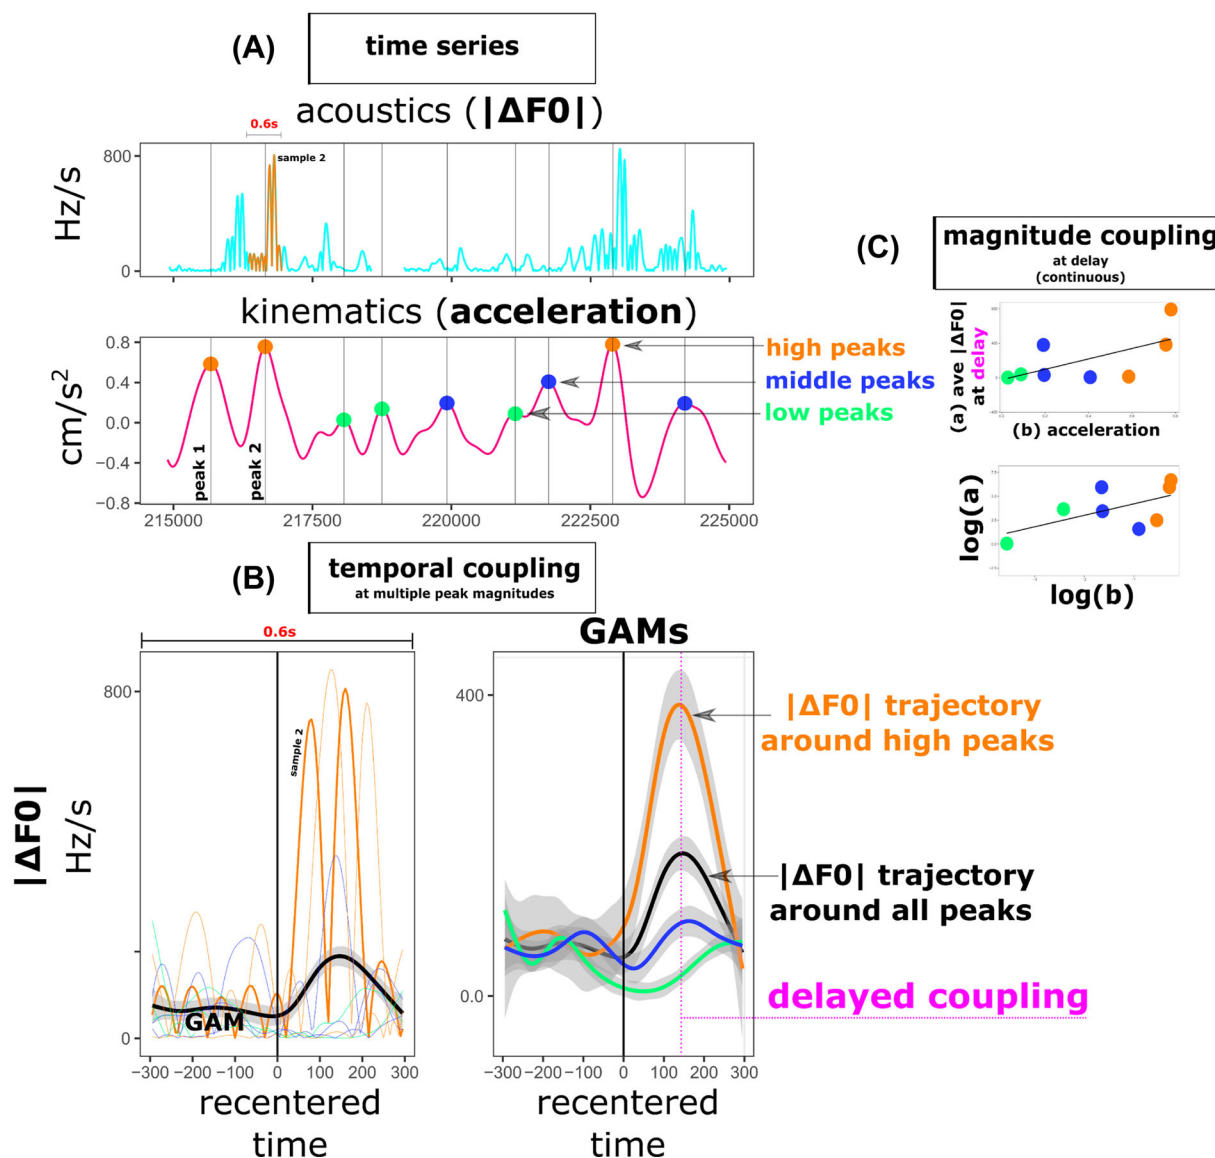 (A)
time series
acoustics (|ΔF0|)
0.6s
sample 2
800
0
Hz/s
kinematics (acceleration)
0.8
0.4
0.0
−0.4
−0.8
cm/s²
peak 1
peak 2
high peaks
middle peaks
low peaks
215000 217500 220000 222500 225000
(C)
magnitude coupling
at delay
(continuous)
(a) ave |ΔF0|
at delay
(b) acceleration
log(a)
log(b)
(B)
temporal coupling
at multiple peak magnitudes
0.6s
800
0
sample 2
GAM
|ΔF0|
Hz/s
−300 −200 −100 0 100 200 300
recentered
time
GAMs
400
0.0
−300 −200 −100 0 100 200 300
recentered
time
|ΔF0| trajectory
around high peaks
|ΔF0| trajectory
around all peaks
delayed coupling